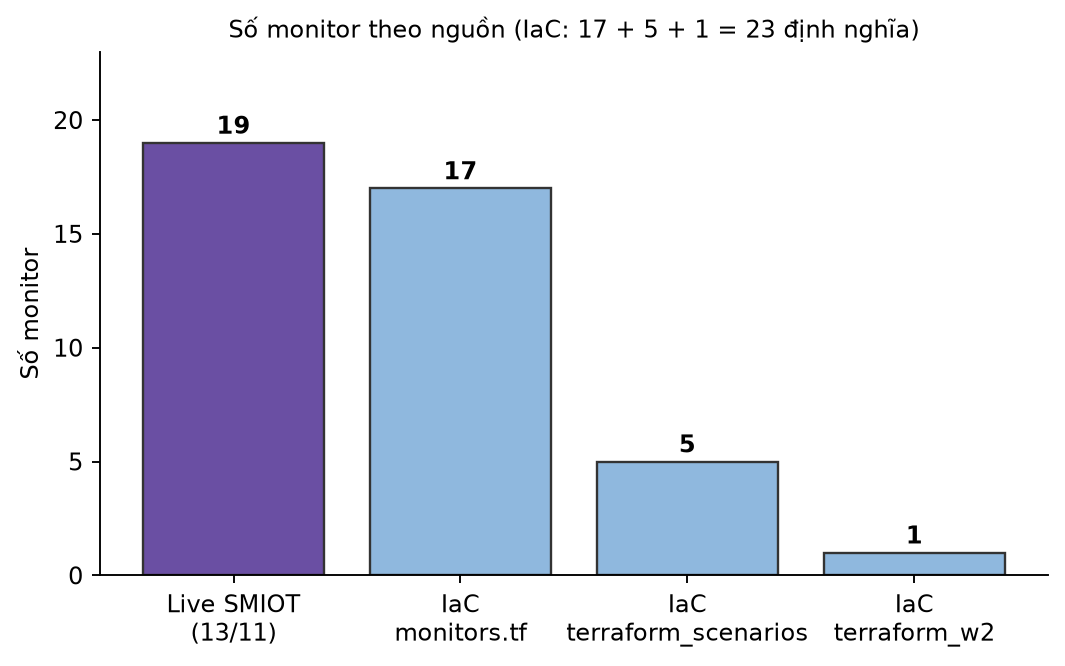 Số monitor theo nguồn (IaC: 17 + 5 + 1 = 23 định nghĩa)
Số monitor
20
15
10
5
0
19
17
5
1
Live SMIOT
(13/11)
IaC
monitors.tf
IaC
terraform_scenarios
IaC
terraform_w2